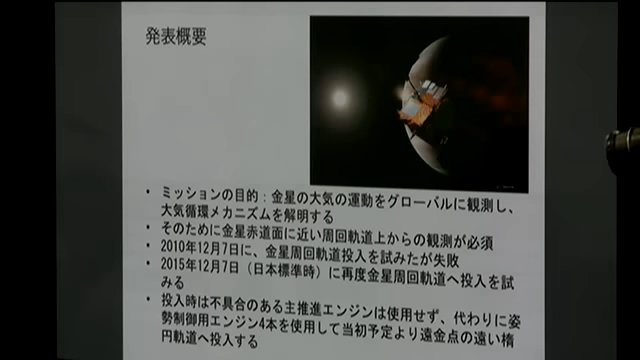 発表概要
• ミッションの目的：金星の大気の運動をグローバルに観測し、
大気循環メカニズムを解明する
• そのために金星赤道面に近い周回軌道上からの観測が必須
• 2010年12月7日に、金星周回軌道投入を試みたが失敗
• 2015年12月7日（日本標準時）に再度金星周回軌道へ投入を試
みる
• 投入時は不具合のある主推進エンジンは使用せず、代わりに姿
勢制御用エンジン4本を使用して当初予定より遠金点の遠い楕
円軌道へ投入する